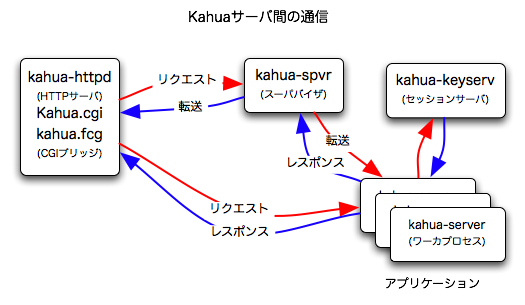 Kahuaサーバ間の通信
kahua-httpd
(HTTPサーバ)
Kahua.cgi
kahua.fcg
(CGIブリッジ)
リクエスト
転送
kahua-spvr
(スーパバイザ)
kahua-keyserv
(セッションサーバ)
転送
レスポンス
リクエスト
レスポンス
kahua-server
(ワーカプロセス)
アプリケーション